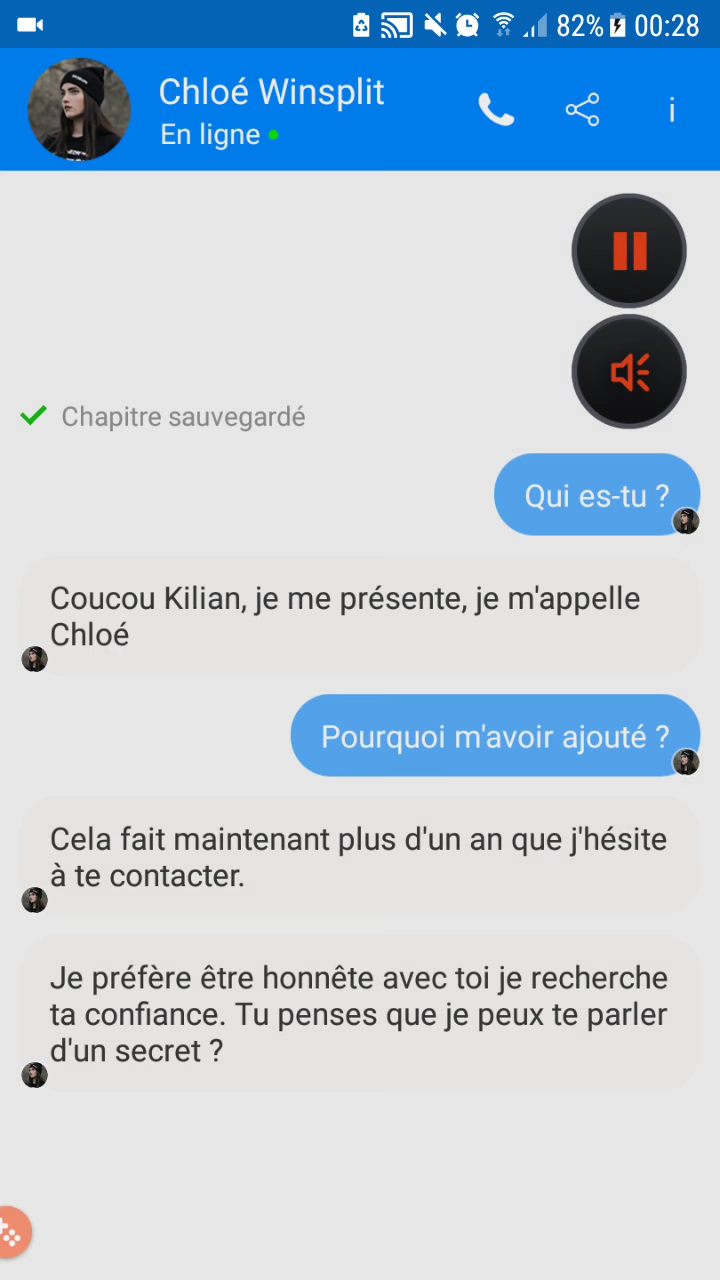 82% 00:28
Chloé Winsplit
En ligne
i
Chapitre sauvegardé
Qui es-tu ?
Coucou Kilian, je me présente, je m'appelle
Chloé
Pourquoi m'avoir ajouté ?
Cela fait maintenant plus d'un an que j'hésite
à te contacter.
Je préfère être honnête avec toi je recherche
ta confiance. Tu penses que je peux te parler
d'un secret ?